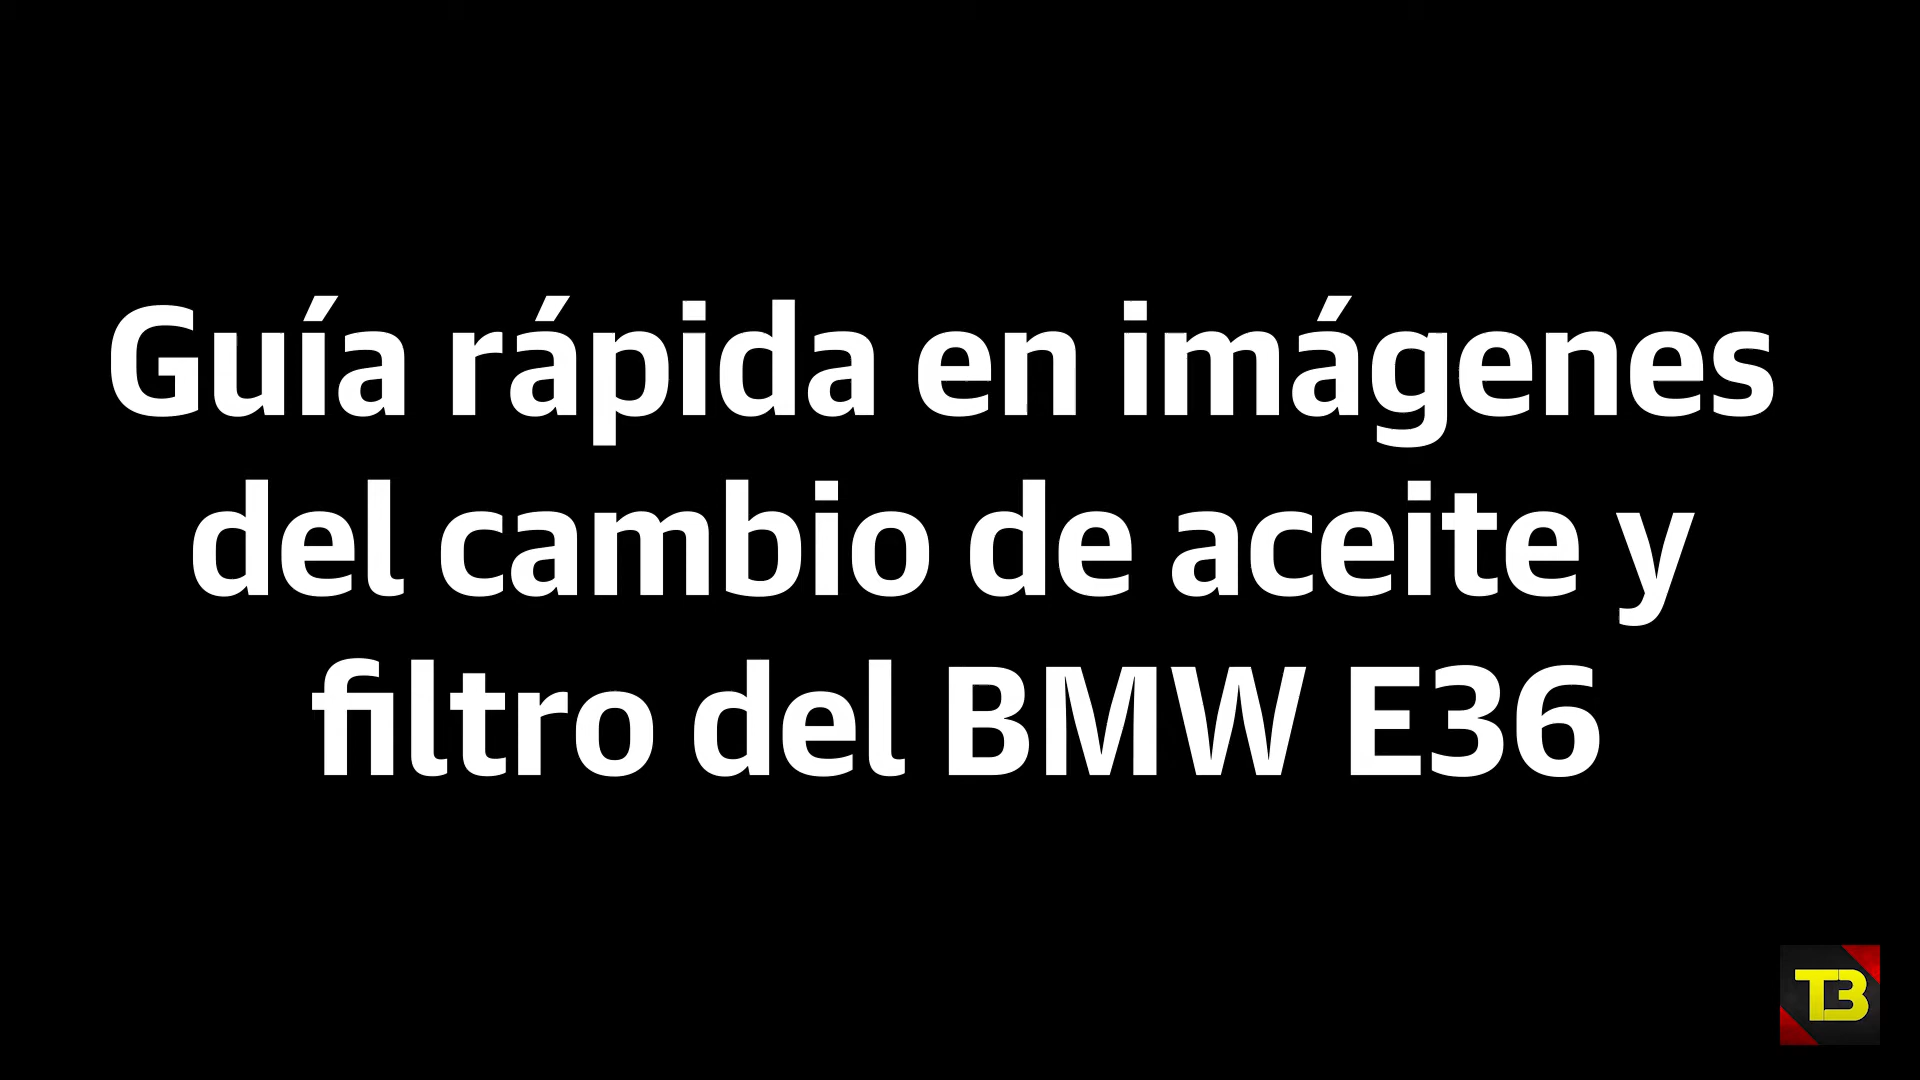 Guía rápida en imágenes
del cambio de aceite y
filtro del BMW E36
TB